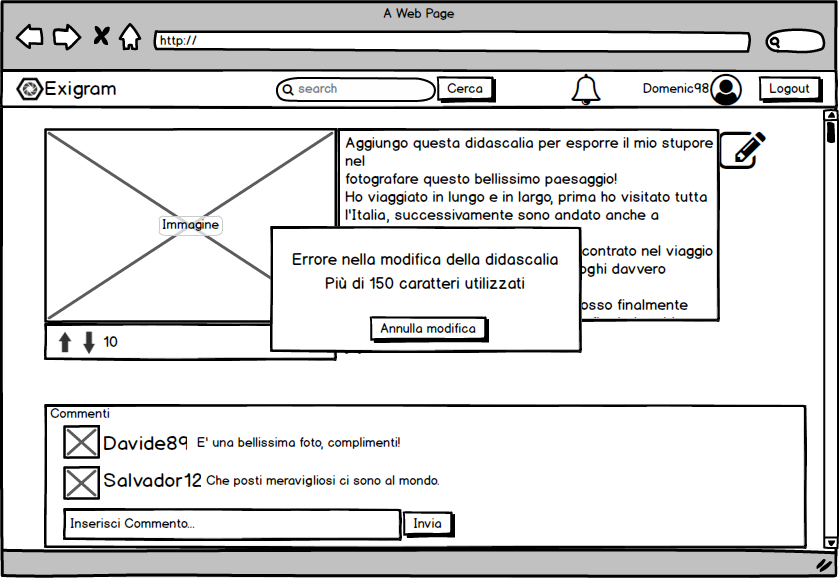 A Web Page
http://
Exigram
search
Cerca
Domenic98
Logout
Immagine
Aggiungo questa didascalia per esporre il mio stupore
nel
fotografare questo bellissimo paesaggio!
Ho viaggiato in lungo e in largo, prima ho visitato tutta
l'Italia, successivamente sono andato anche a
contrato nel viaggio
oghi davvero
osso finalmente
Errore nella modifica della didascalia
Più di 150 caratteri utilizzati
Annulla modifica
10
Commenti
Davide89 E' una bellissima foto, complimenti!
Salvador12 Che posti meravigliosi ci sono al mondo.
Inserisci Commento...
Invia